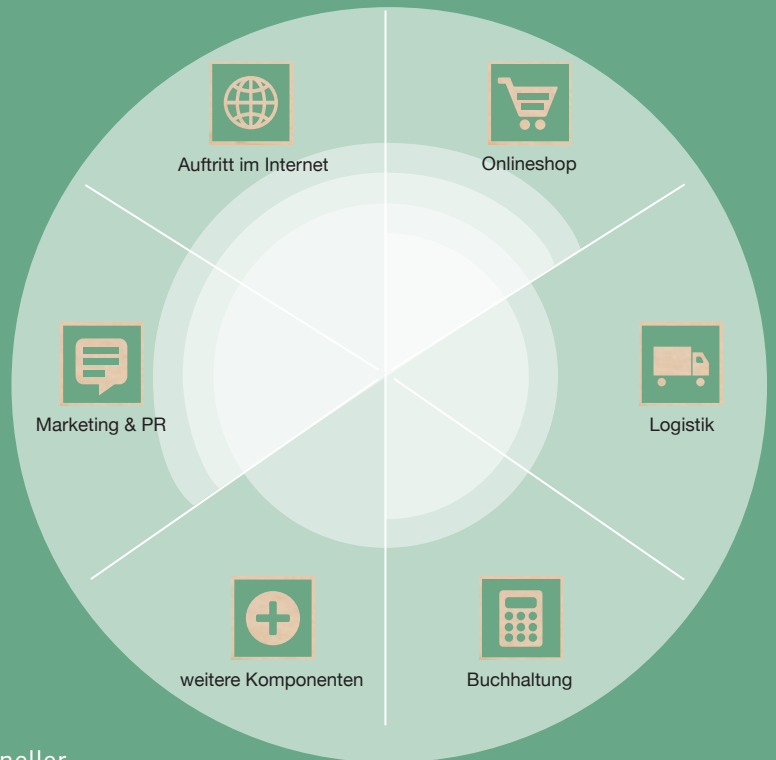 Auftritt im Internet
Onlineshop
Marketing & PR
Logistik
weitere Komponenten
Buchhaltung